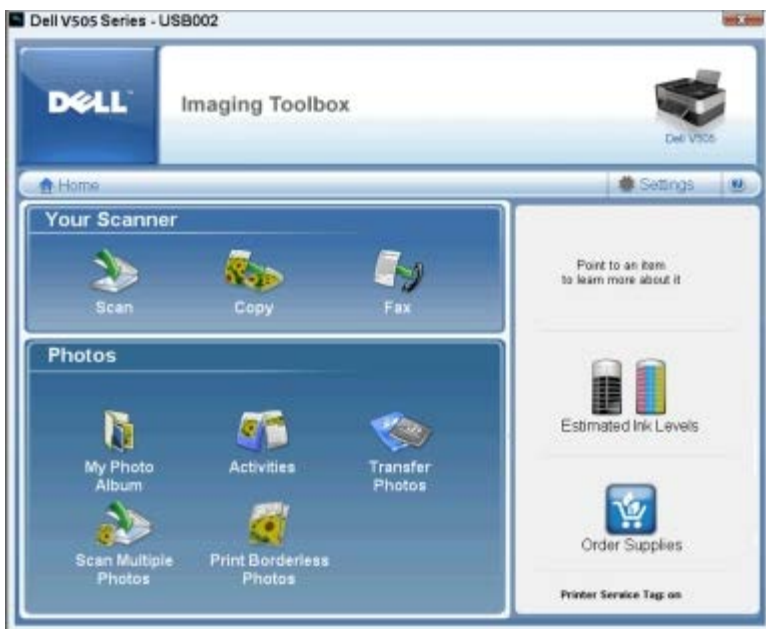 Dell V505 Series - USB002
DELL
Imaging Toolbox
Dell V505
Home
Settings
?
Your Scanner
Scan
Copy
Fax
Point to an item
to learn more about it
Photos
My Photo
Album
Activities
Transfer
Photos
Estimated Ink Levels
Scan Multiple
Photos
Print Borderless
Photos
Order Supplies
Printer Service Tag: on